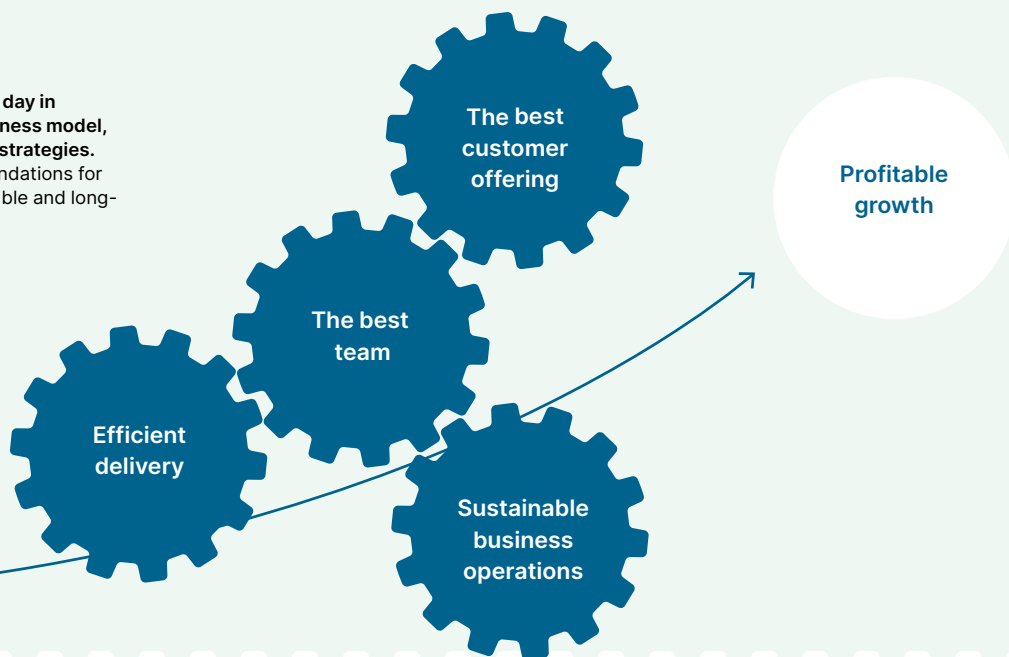 day in
ness model,
strategies.
ndations for
ble and long-
The best
customer
offering
Profitable
growth
The best
team
Efficient
delivery
Sustainable
business
operations